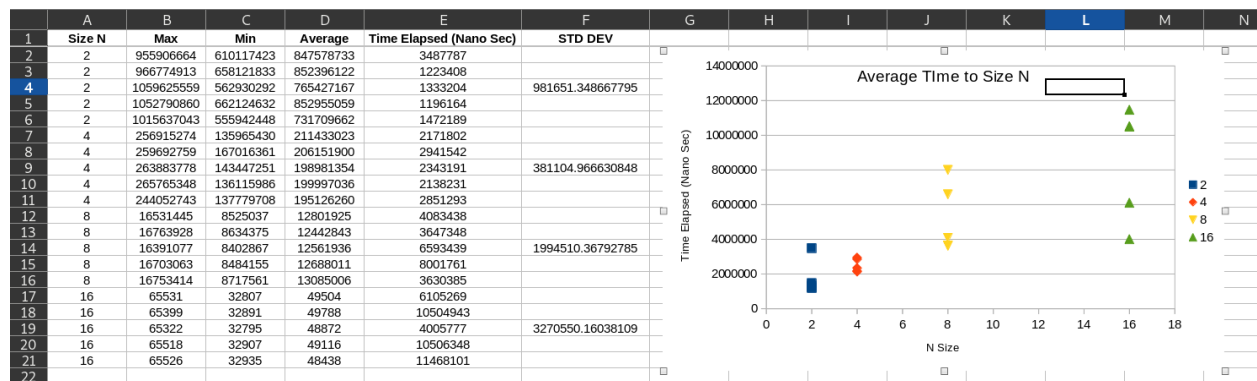 A B C D E F G H I J K L M N
1 Size N Max Min Average Time Elapsed (Nano Sec) STD DEV
2 2 955906664 610117423 847578733 3487787
3 2 966774913 658121833 852396122 1223408
4 2 1059625559 562930292 765427167 1333204 981651.348667795
5 2 1052790860 662124632 852955059 1196164
6 2 1015637043 555942448 731709662 1472189
7 4 256915274 135965430 211433023 2171802
8 4 259692759 167016361 206151900 2941542
9 4 263883778 143447251 198981354 2343191 381104.966630848
10 4 265765348 136115986 199997036 2138231
11 4 244052743 137779708 195126260 2851293
12 8 16531445 8525037 12801925 4083438
13 8 16763928 8634375 12442843 3647348
14 8 16391077 8402867 12561936 6593439 1994510.36792785
15 8 16703063 8484155 12688011 8001761
16 8 16753414 8717561 13085006 3630385
17 16 65531 32807 49504 6105269
18 16 65399 32891 49788 10504943
19 16 65322 32795 48872 4005777 3270550.16038109
20 16 65518 32907 49116 10506348
21 16 65526 32935 48438 11468101
22
Average TIme to Size N
Time Elapsed (Nano Sec)
14000000
12000000
10000000
8000000
6000000
4000000
2000000
0
0 2 4 6 8 10 12 14 16 18
N Size
2
4
8
16